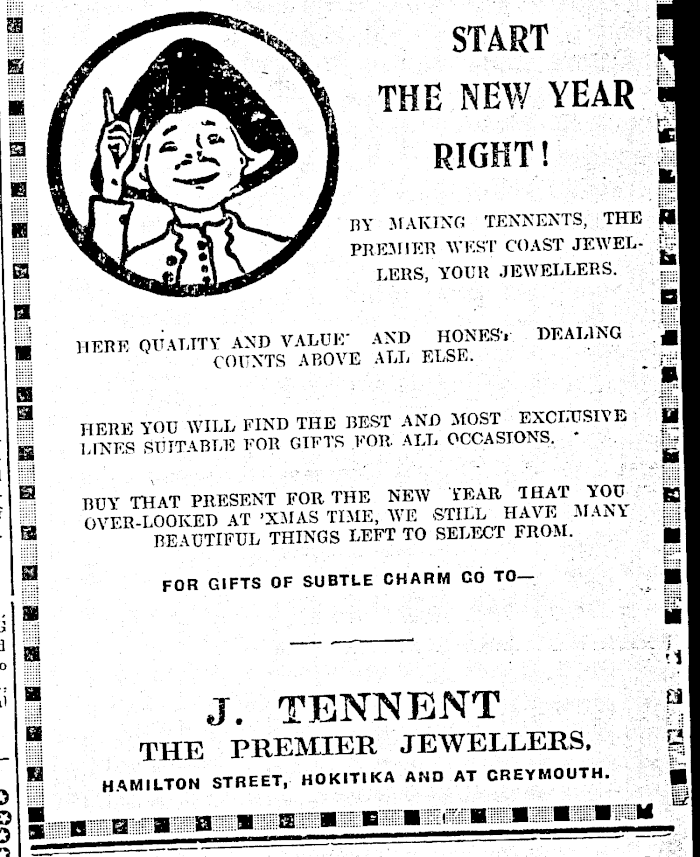 START
THE NEW YEAR
RIGHT!
BY MAKING TENNENTS, THE
PREMIER WEST COAST JEWEL-
LERS, YOUR JEWELLERS.
HERE QUALITY AND VALUE AND HONEST DEALING
COUNTS ABOVE ALL ELSE.
HERE YOU WILL FIND THE BEST AND MOST EXCLUSIVE
LINES SUITABLE FOR GIFTS FOR ALL OCCASIONS.
BUY THAT PRESENT FOR THE NEW YEAR THAT YOU
OVER-LOOKED AT 'XMAS TIME, WE STILL HAVE MANY
BEAUTIFUL THINGS LEFT TO SELECT FROM.
FOR GIFTS OF SUBTLE CHARM GO TO—
J. TENNENT
THE PREMIER JEWELLERS.
HAMILTON STREET, HOKITIKA AND AT GREYMOUTH.